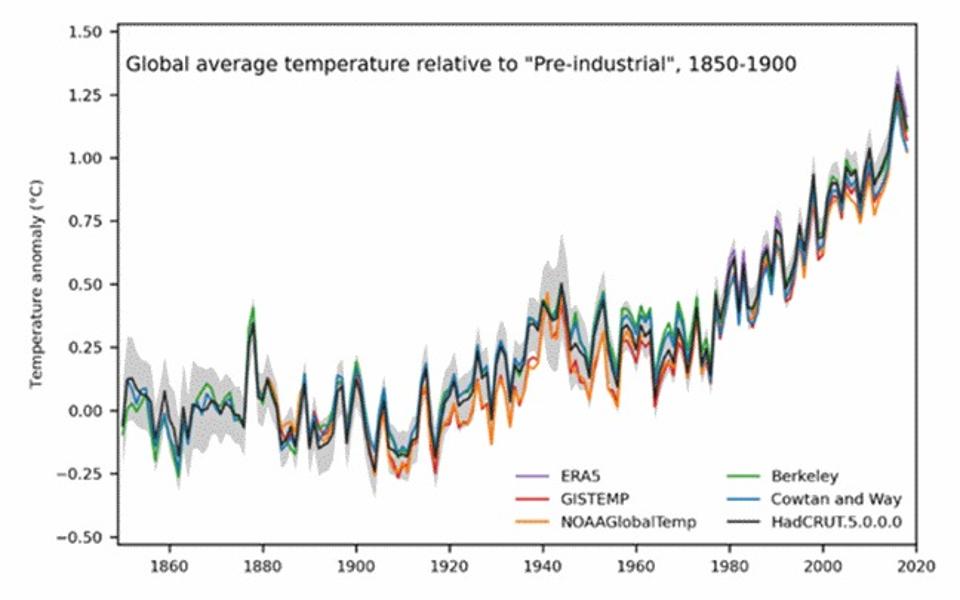 Global average temperature relative to "Pre-industrial", 1850-1900
Temperature anomaly (°C)
1.50
1.25
1.00
0.75
0.50
0.25
0.00
−0.25
−0.50
ERA5
GISTEMP
NOAAGlobalTemp
Berkeley
Cowtan and Way
HadCRUT.5.0.0.0
1860 1880 1900 1920 1940 1960 1980 2000 2020